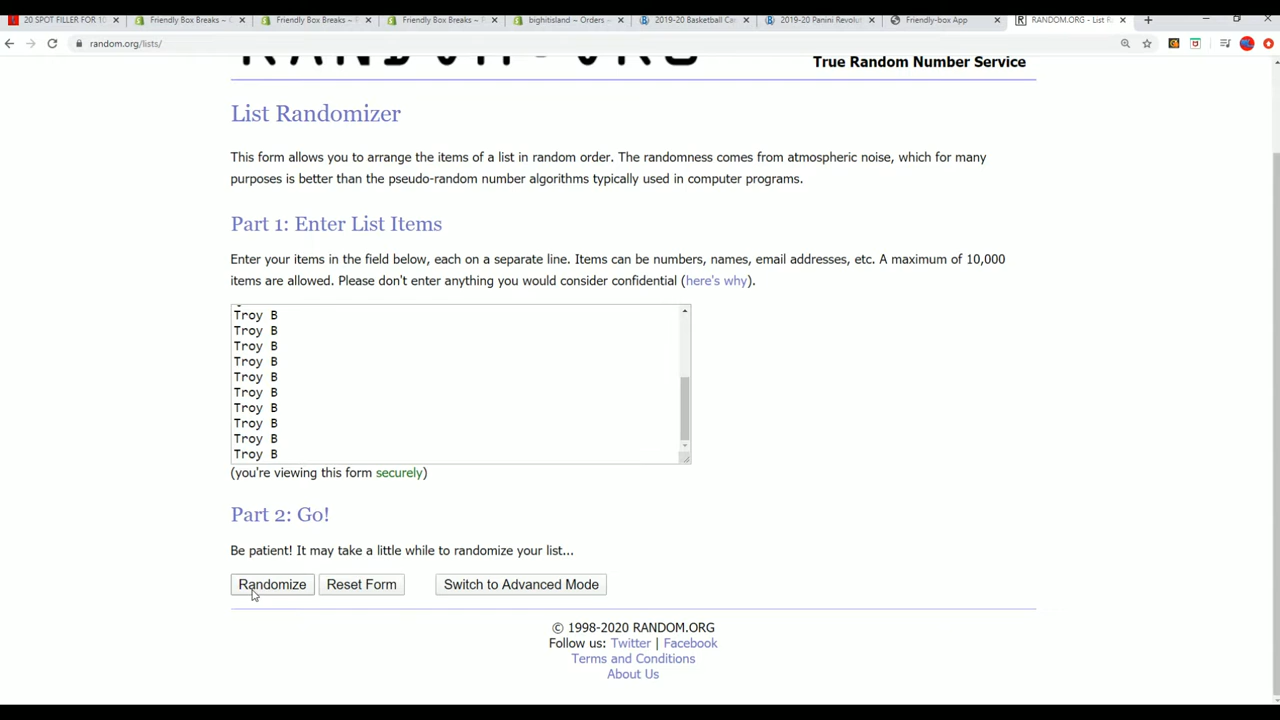 20 SPOT FILLER FOR 10
Friendly Box Breaks ~ C
Friendly Box Breaks ~ R
Friendly Box Breaks ~ F
bighitisland ~ Orders ~
2019-20 Basketball Car
2019-20 Panini Revolut
Friendly-box App
RANDOM.ORG - List R
random.org/lists/
RANDOM.ORG
True Random Number Service
List Randomizer
This form allows you to arrange the items of a list in random order. The randomness comes from atmospheric noise, which for many
purposes is better than the pseudo-random number algorithms typically used in computer programs.
Part 1: Enter List Items
Enter your items in the field below, each on a separate line. Items can be numbers, names, email addresses, etc. A maximum of 10,000
items are allowed. Please don't enter anything you would consider confidential (here's why).
Troy B
Troy B
Troy B
Troy B
Troy B
Troy B
Troy B
Troy B
Troy B
Troy B
(you're viewing this form securely)
Part 2: Go!
Be patient! It may take a little while to randomize your list...
Randomize
Reset Form
Switch to Advanced Mode
© 1998-2020 RANDOM.ORG
Follow us: Twitter | Facebook
Terms and Conditions
About Us